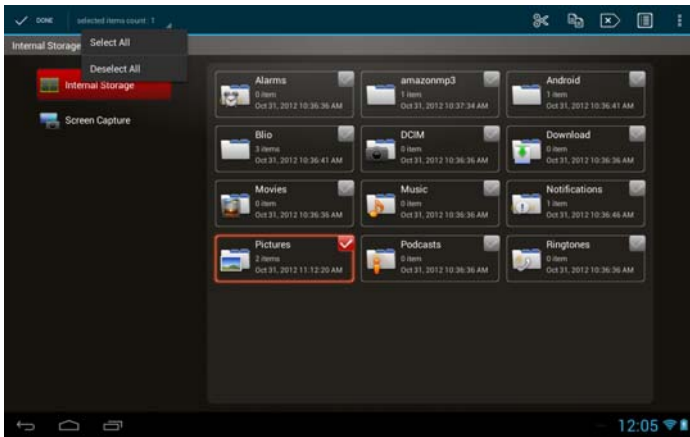 DONE
selected items count : 1
Select All
Deselect All
Internal Storage
Internal Storage
Screen Capture
Alarms
0 item
Oct 31, 2012 10:36:36 AM
amazonmp3
1 item
Oct 31, 2012 10:37:34 AM
Android
1 item
Oct 31, 2012 10:36:41 AM
Blio
3 items
Oct 31, 2012 10:36:41 AM
DCIM
0 item
Oct 31, 2012 10:36:36 AM
Download
0 item
Oct 31, 2012 10:36:36 AM
Movies
0 item
Oct 31, 2012 10:36:36 AM
Music
0 item
Oct 31, 2012 10:36:36 AM
Notifications
1 item
Oct 31, 2012 10:36:46 AM
Pictures
2 items
Oct 31, 2012 11:12:20 AM
Podcasts
0 item
Oct 31, 2012 10:36:36 AM
Ringtones
0 item
Oct 31, 2012 10:36:36 AM
12:05